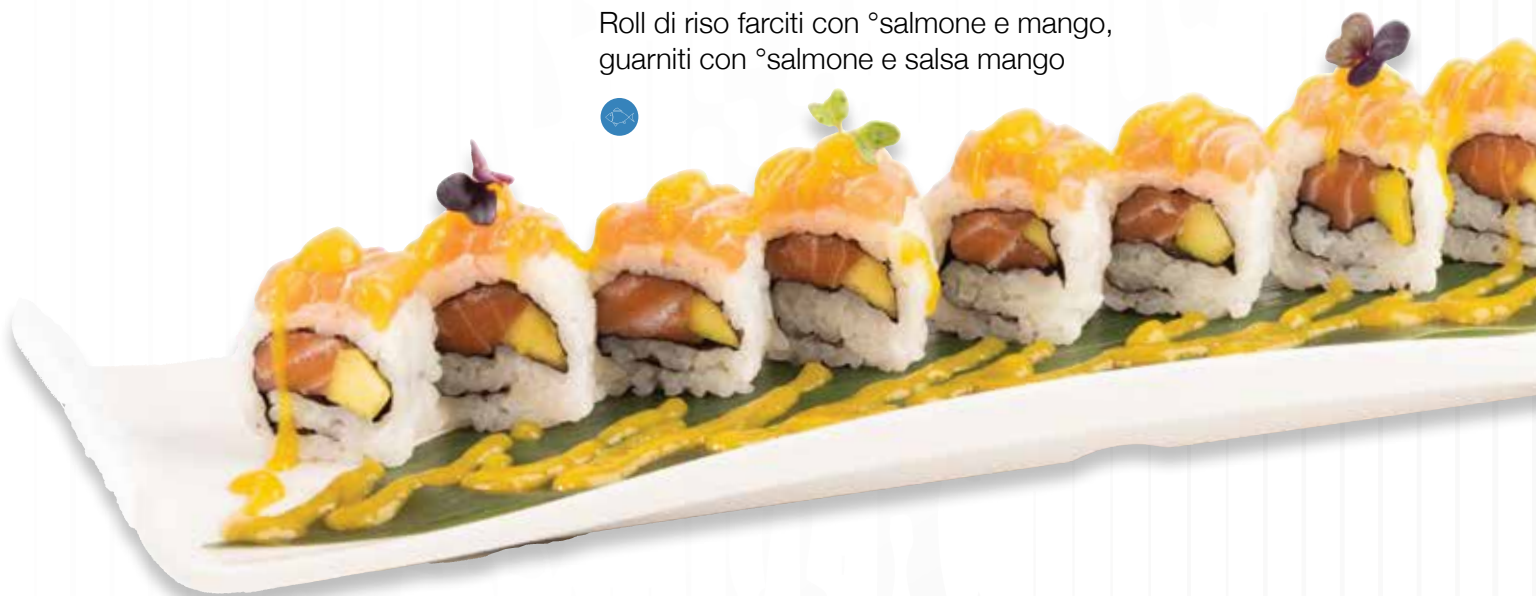 Roll di riso farciti con °salmone e mango,
guarniti con °salmone e salsa mango